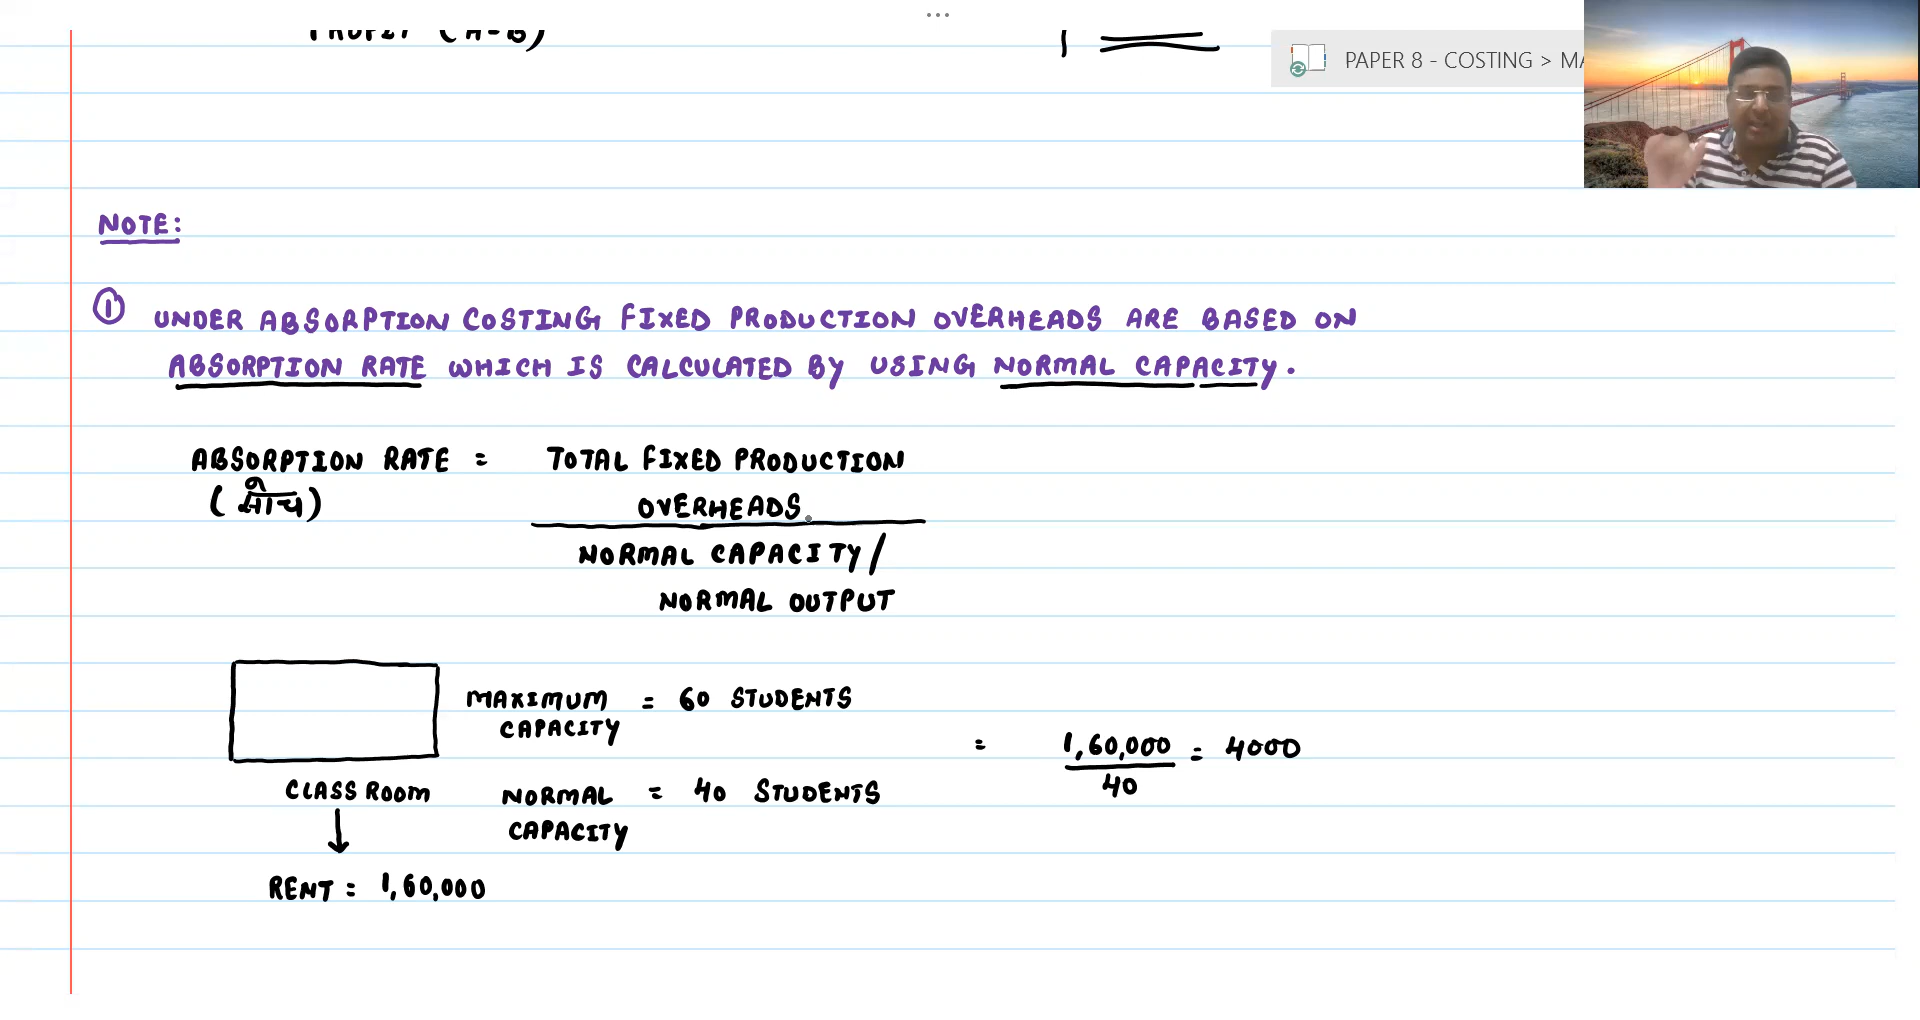 PROFIT (A-B)
PAPER 8 - COSTING > MA
NOTE:
① UNDER ABSORPTION COSTING FIXED PRODUCTION OVERHEADS ARE BASED ON
ABSORPTION RATE WHICH IS CALCULATED BY USING NORMAL CAPACITY.
ABSORPTION RATE = TOTAL FIXED PRODUCTION
(सोच) OVERHEADS
NORMAL CAPACITY/
NORMAL OUTPUT
MAXIMUM = 60 STUDENTS
CAPACITY
= 1,60,000 = 4000
40
CLASS ROOM NORMAL = 40 STUDENTS
CAPACITY
RENT = 1,60,000